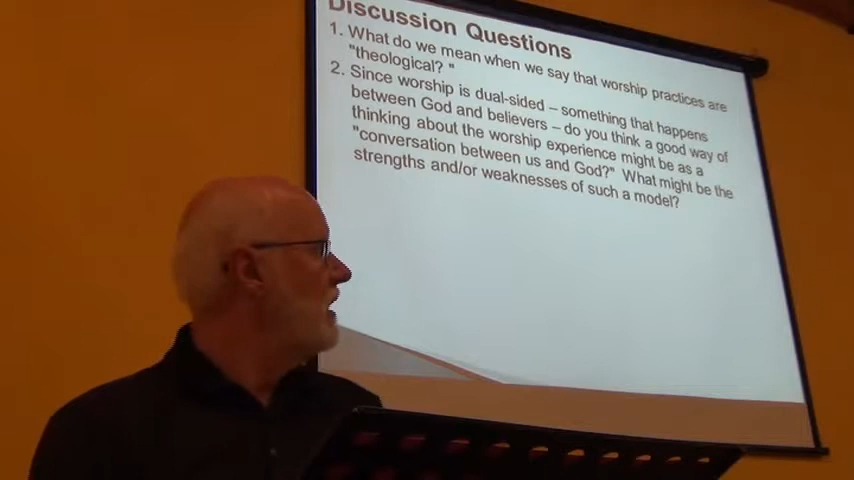 Discussion Questions
1. What do we mean when we say that worship practices are
"theological? "
2. Since worship is dual-sided – something that happens
between God and believers – do you think a good way of
thinking about the worship experience might be as a
"conversation between us and God?" What might be the
strengths and/or weaknesses of such a model?